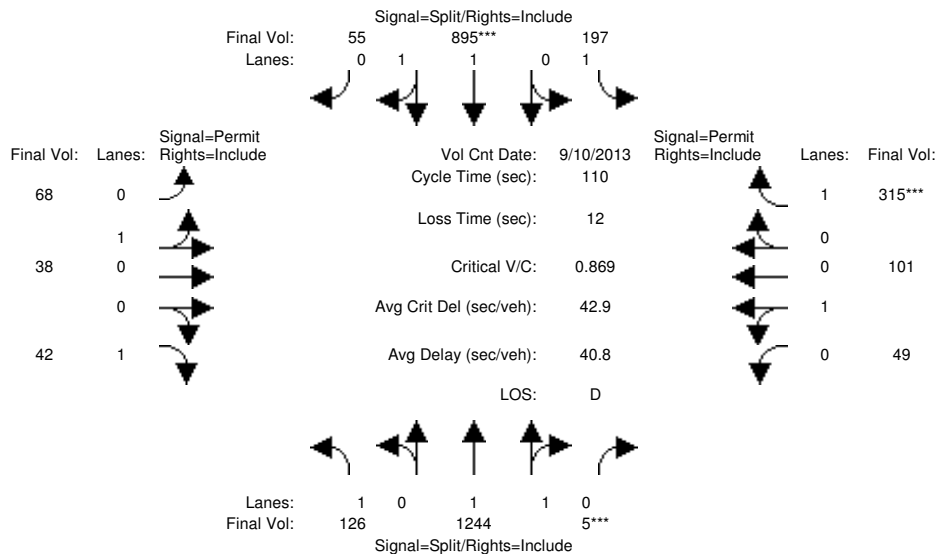 Signal=Split/Rights=Include
Final Vol: 55 895*** 197
Lanes: 0 1 1 0 1
Signal=Permit
Final Vol: Lanes: Rights=Include
Vol Cnt Date: 9/10/2013
Signal=Permit
Rights=Include Lanes: Final Vol:
Cycle Time (sec): 110
68 0
1 315***
Loss Time (sec): 12
1
0
38 0
Critical V/C: 0.869
0 101
0
Avg Crit Del (sec/veh): 42.9
1
42 1
Avg Delay (sec/veh): 40.8
0 49
LOS: D
Lanes: 1 0 1 1 0
Final Vol: 126 1244 5***
Signal=Split/Rights=Include